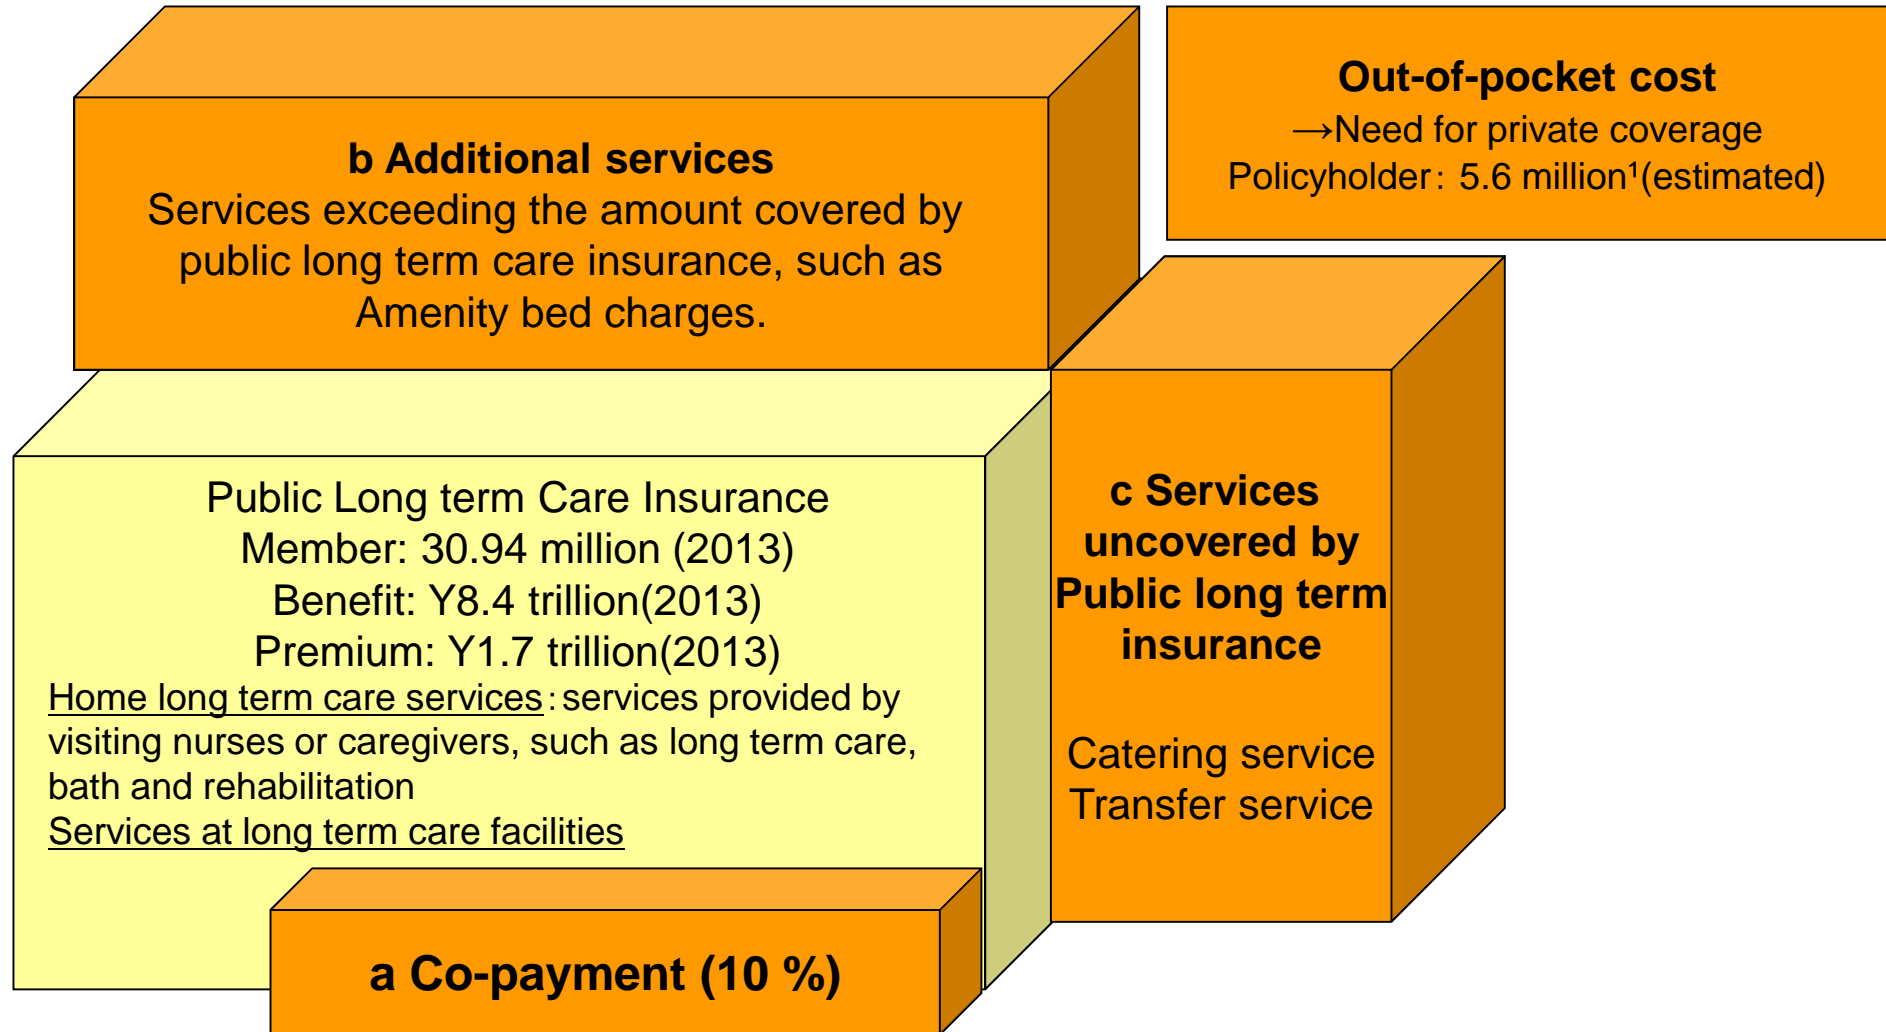 Out-of-pocket cost
→Need for private coverage
Policyholder：5.6 million¹(estimated)
b Additional services
Services exceeding the amount covered by
public long term care insurance, such as
Amenity bed charges.
Public Long term Care Insurance
Member: 30.94 million (2013)
Benefit: Y8.4 trillion(2013)
Premium: Y1.7 trillion(2013)
Home long term care services：services provided by
visiting nurses or caregivers, such as long term care,
bath and rehabilitation
Services at long term care facilities
c Services
uncovered by
Public long term
insurance
Catering service
Transfer service
a Co-payment (10 %)